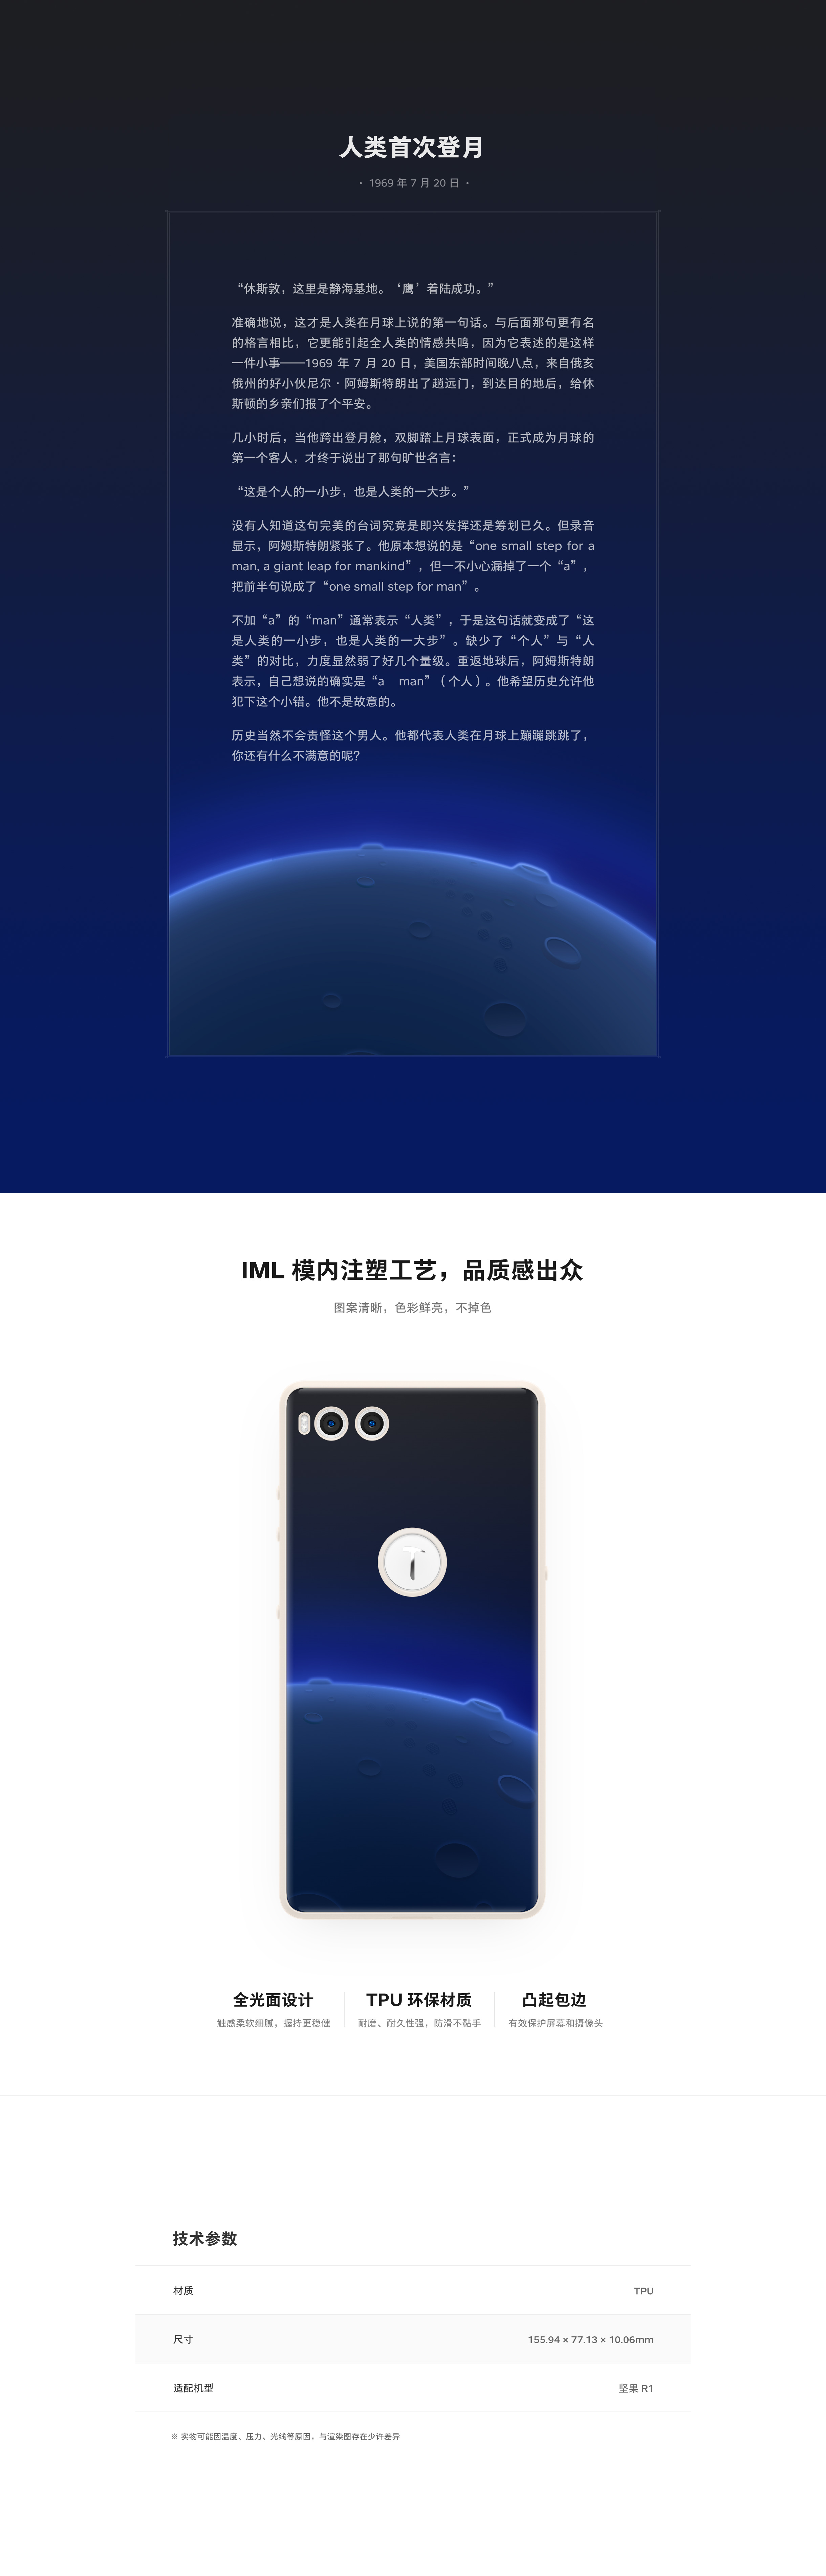 人类首次登月
· 1969 年 7 月 20 日 ·
“休斯敦，这里是静海基地。‘鹰’着陆成功。”
准确地说，这才是人类在月球上说的第一句话。与后面那句更有名
的格言相比，它更能引起全人类的情感共鸣，因为它表述的是这样
一件小事——1969 年 7 月 20 日，美国东部时间晚八点，来自俄亥
俄州的好小伙尼尔 · 阿姆斯特朗出了趟远门，到达目的地后，给休
斯顿的乡亲们报了个平安。
几小时后，当他跨出登月舱，双脚踏上月球表面，正式成为月球的
第一个客人，才终于说出了那句旷世名言：
“这是个人的一小步，也是人类的一大步。”
没有人知道这句完美的台词究竟是即兴发挥还是筹划已久。但录音
显示，阿姆斯特朗紧张了。他原本想说的是“one small step for a
man, a giant leap for mankind”，但一不小心漏掉了一个“a”，
把前半句说成了“one small step for man”。
不加“a”的“man”通常表示“人类”，于是这句话就变成了“这
是人类的一小步，也是人类的一大步”。缺少了“个人”与“人
类”的对比，力度显然弱了好几个量级。重返地球后，阿姆斯特朗
表示，自己想说的确实是“a man”（个人）。他希望历史允许他
犯下这个小错。他不是故意的。
历史当然不会责怪这个男人。他都代表人类在月球上蹦蹦跳跳了，
你还有什么不满意的呢？
IML 模内注塑工艺，品质感出众
图案清晰，色彩鲜亮，不掉色
全光面设计
触感柔软细腻，握持更稳健
TPU 环保材质
耐磨、耐久性强，防滑不黏手
凸起包边
有效保护屏幕和摄像头
技术参数
材质 TPU
尺寸 155.94 × 77.13 × 10.06mm
适配机型 坚果 R1
※ 实物可能因温度、压力、光线等原因，与渲染图存在少许差异